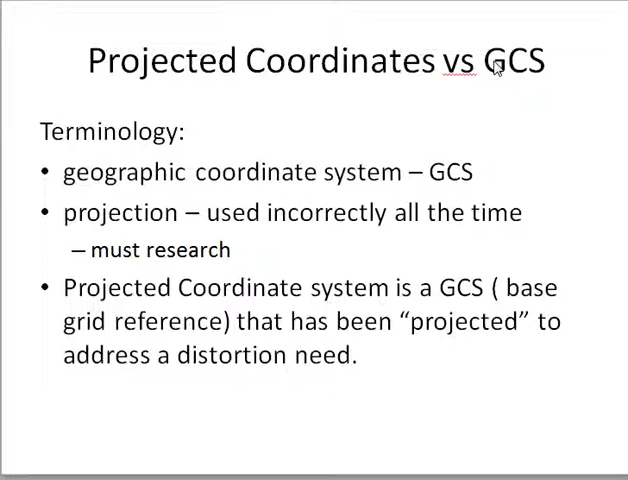 Projected Coordinates vs GCS
Terminology:
• geographic coordinate system – GCS
• projection – used incorrectly all the time
– must research
• Projected Coordinate system is a GCS ( base
grid reference) that has been “projected” to
address a distortion need.